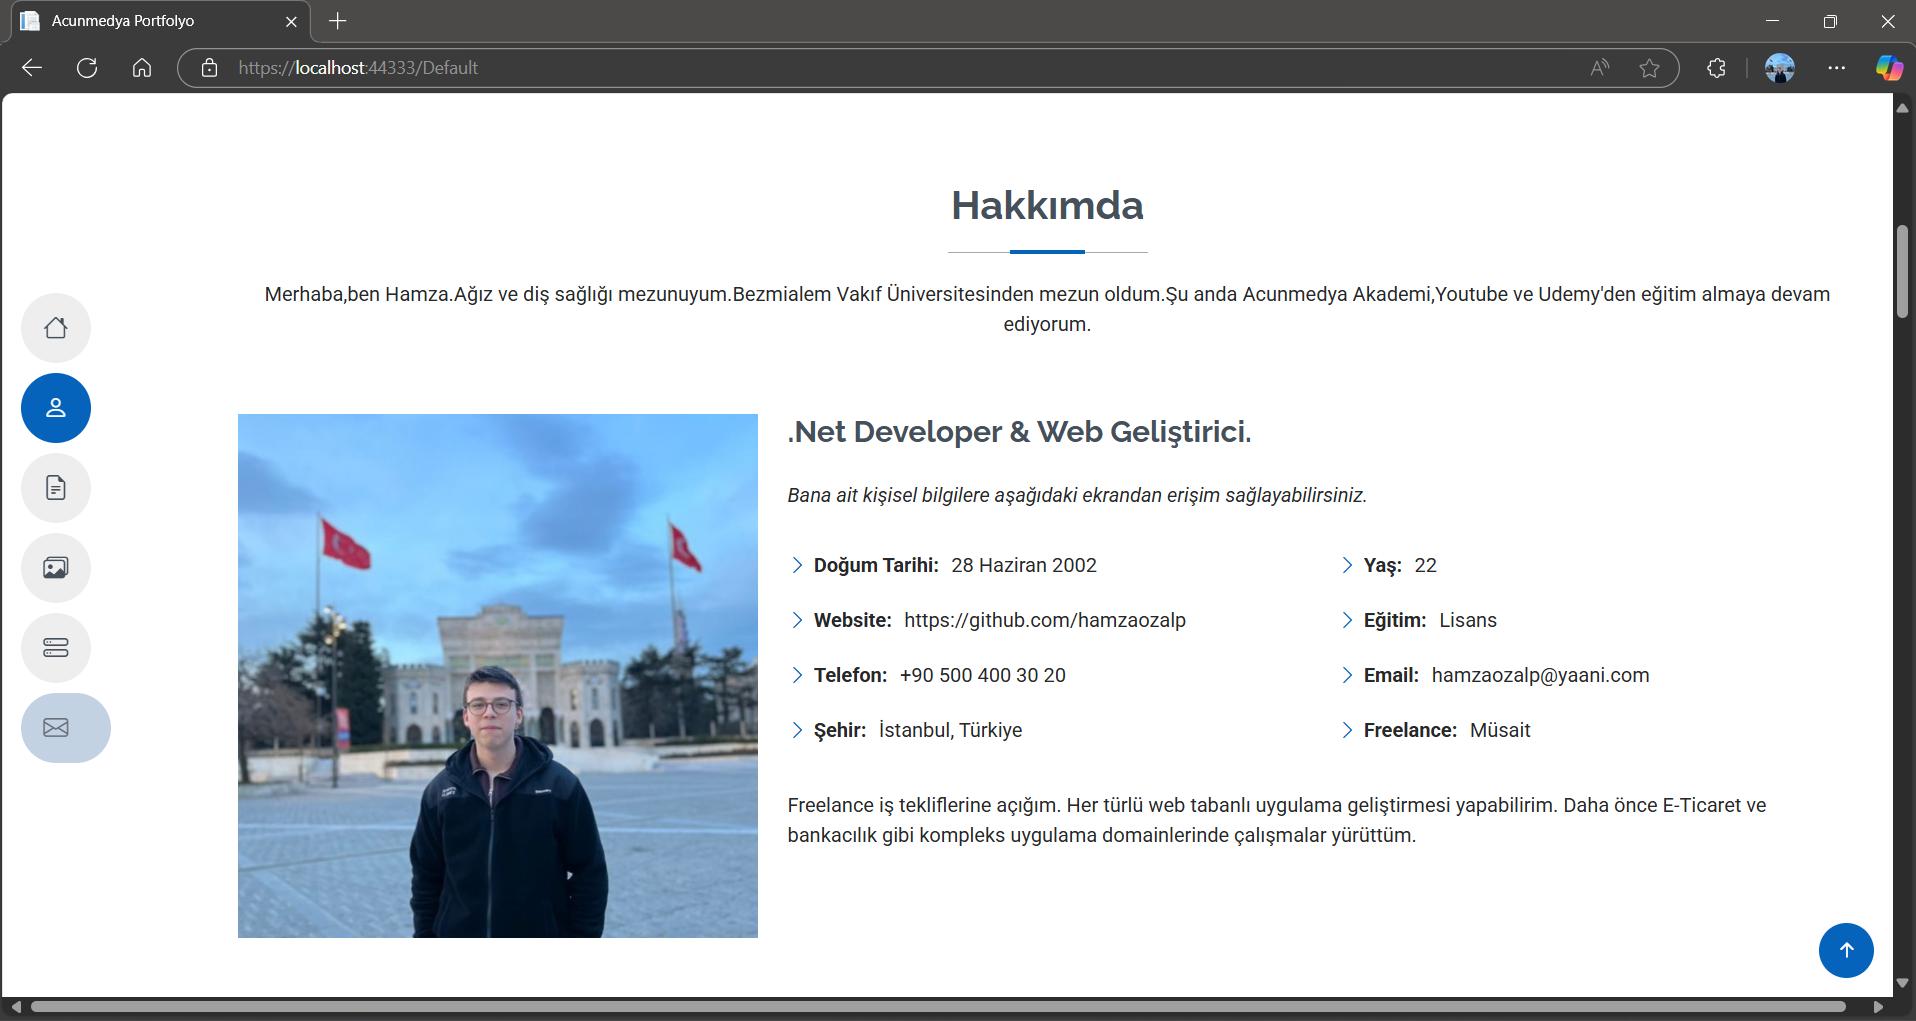 Acunmedya Portfolyo
https://localhost:44333/Default
Hakkımda
Merhaba,ben Hamza.Ağız ve diş sağlığı mezunuyum.Bezmialem Vakıf Üniversitesinden mezun oldum.Şu anda Acunmedya Akademi,Youtube ve Udemy'den eğitim almaya devam
ediyorum.
.Net Developer & Web Geliştirici.
Bana ait kişisel bilgilere aşağıdaki ekrandan erişim sağlayabilirsiniz.
Doğum Tarihi: 28 Haziran 2002
Yaş: 22
Website: https://github.com/hamzaozalp
Eğitim: Lisans
Telefon: +90 500 400 30 20
Email: hamzaozalp@yaani.com
Şehir: İstanbul, Türkiye
Freelance: Müsait
Freelance iş tekliflerine açığım. Her türlü web tabanlı uygulama geliştirmesi yapabilirim. Daha önce E-Ticaret ve
bankacılık gibi kompleks uygulama domainlerinde çalışmalar yürüttüm.